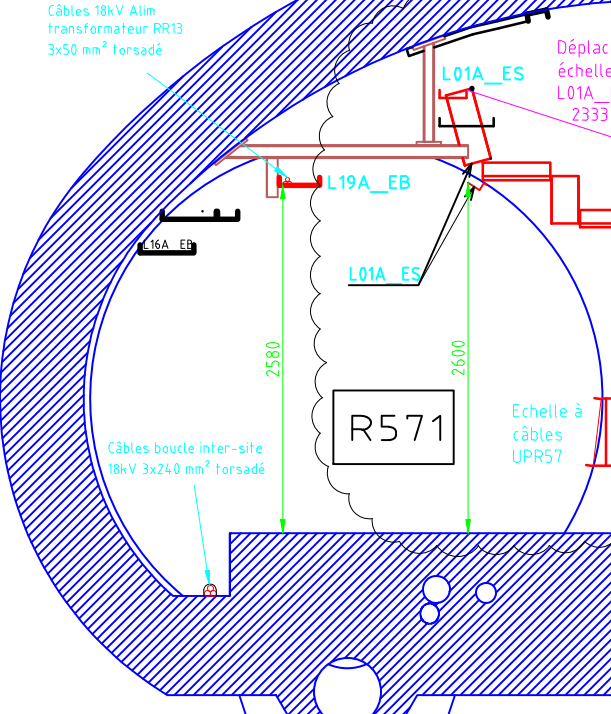 Câbles 18kV Alim
transformateur RR13
3x50 mm² torsadé
Déplac
échelle
L01A_
2333
L01A__ES
L19A__EB
L16A__EB
L01A__ES
2580
2600
R571
Echelle à
câbles
UPR57
Câbles boucle inter-site
18kV 3x240 mm² torsadé